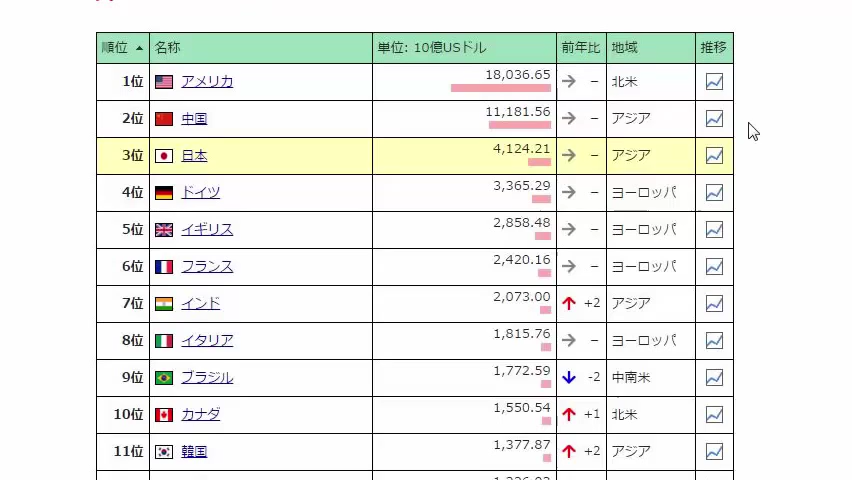 順位 名称 単位: 10億USドル 前年比 地域 推移
1位 アメリカ 18,036.65 － 北米
2位 中国 11,181.56 － アジア
3位 日本 4,124.21 － アジア
4位 ドイツ 3,365.29 － ヨーロッパ
5位 イギリス 2,858.48 － ヨーロッパ
6位 フランス 2,420.16 － ヨーロッパ
7位 インド 2,073.00 +2 アジア
8位 イタリア 1,815.76 － ヨーロッパ
9位 ブラジル 1,772.59 -2 中南米
10位 カナダ 1,550.54 +1 北米
11位 韓国 1,377.87 +2 アジア